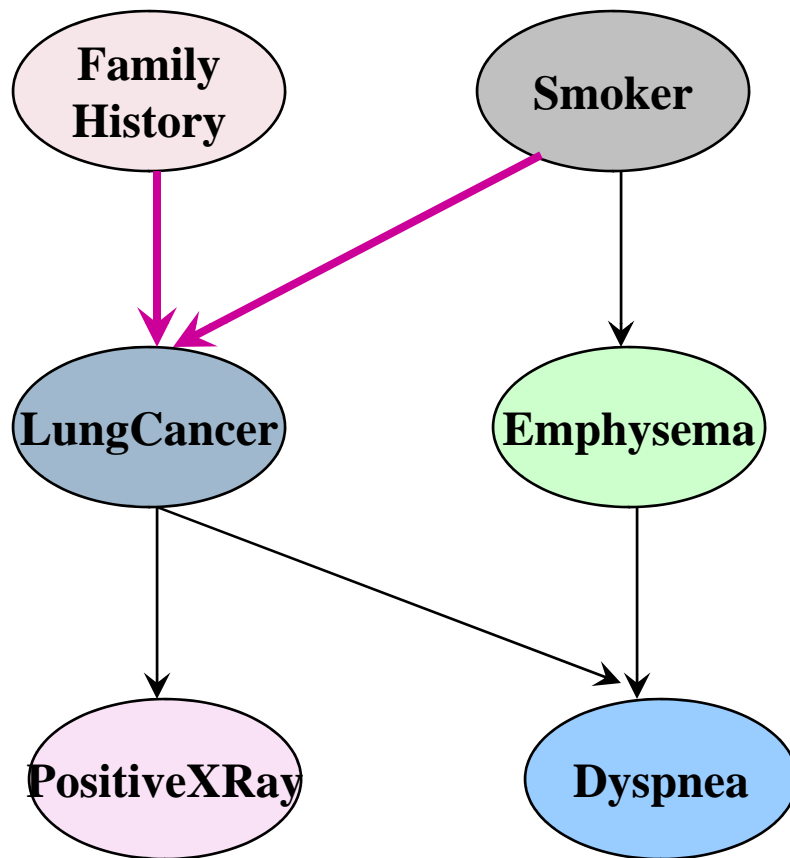 Family
History
Smoker
LungCancer
Emphysema
PositiveXRay
Dyspnea